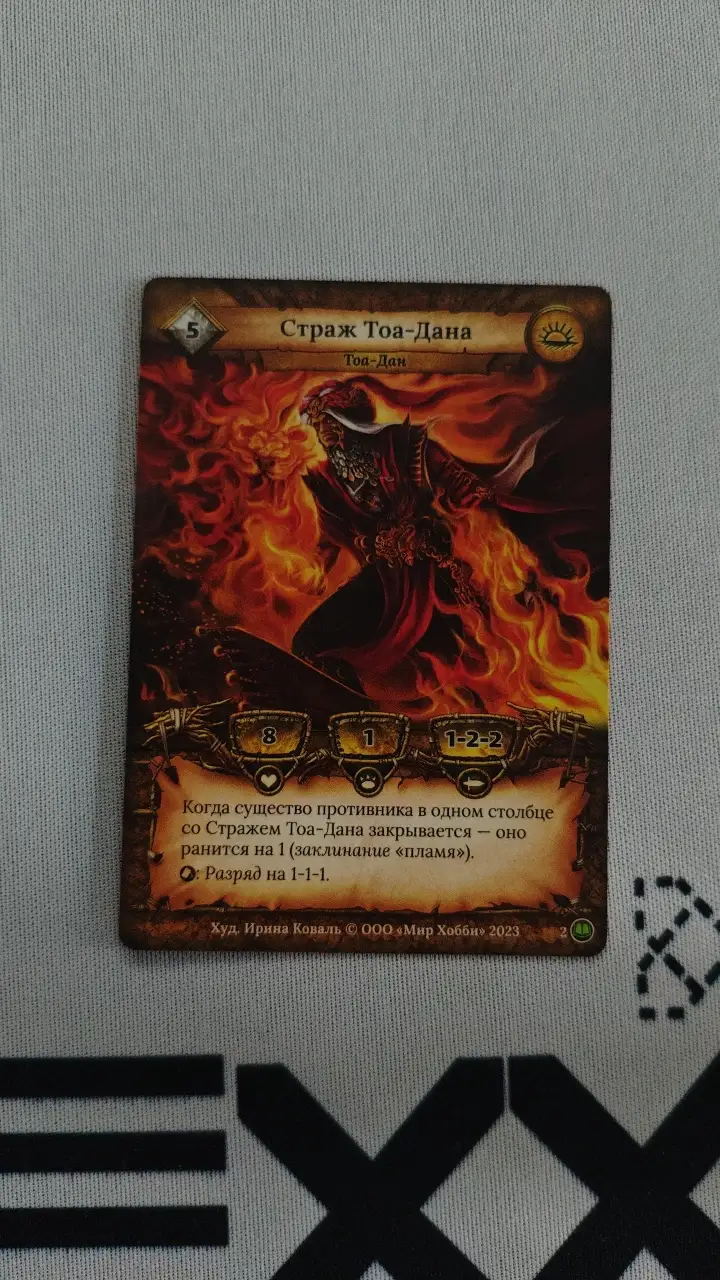 5
Страж Тоа-Дана
Тоа-Дан
8
1
1-2-2
Когда существо противника в одном столбце
со Стражем Тоа-Дана закрывается — оно
ранится на 1 (заклинание «пламя»).
: Разряд на 1-1-1.
Худ. Ирина Коваль © ООО «Мир Хобби» 2023
2
EXX